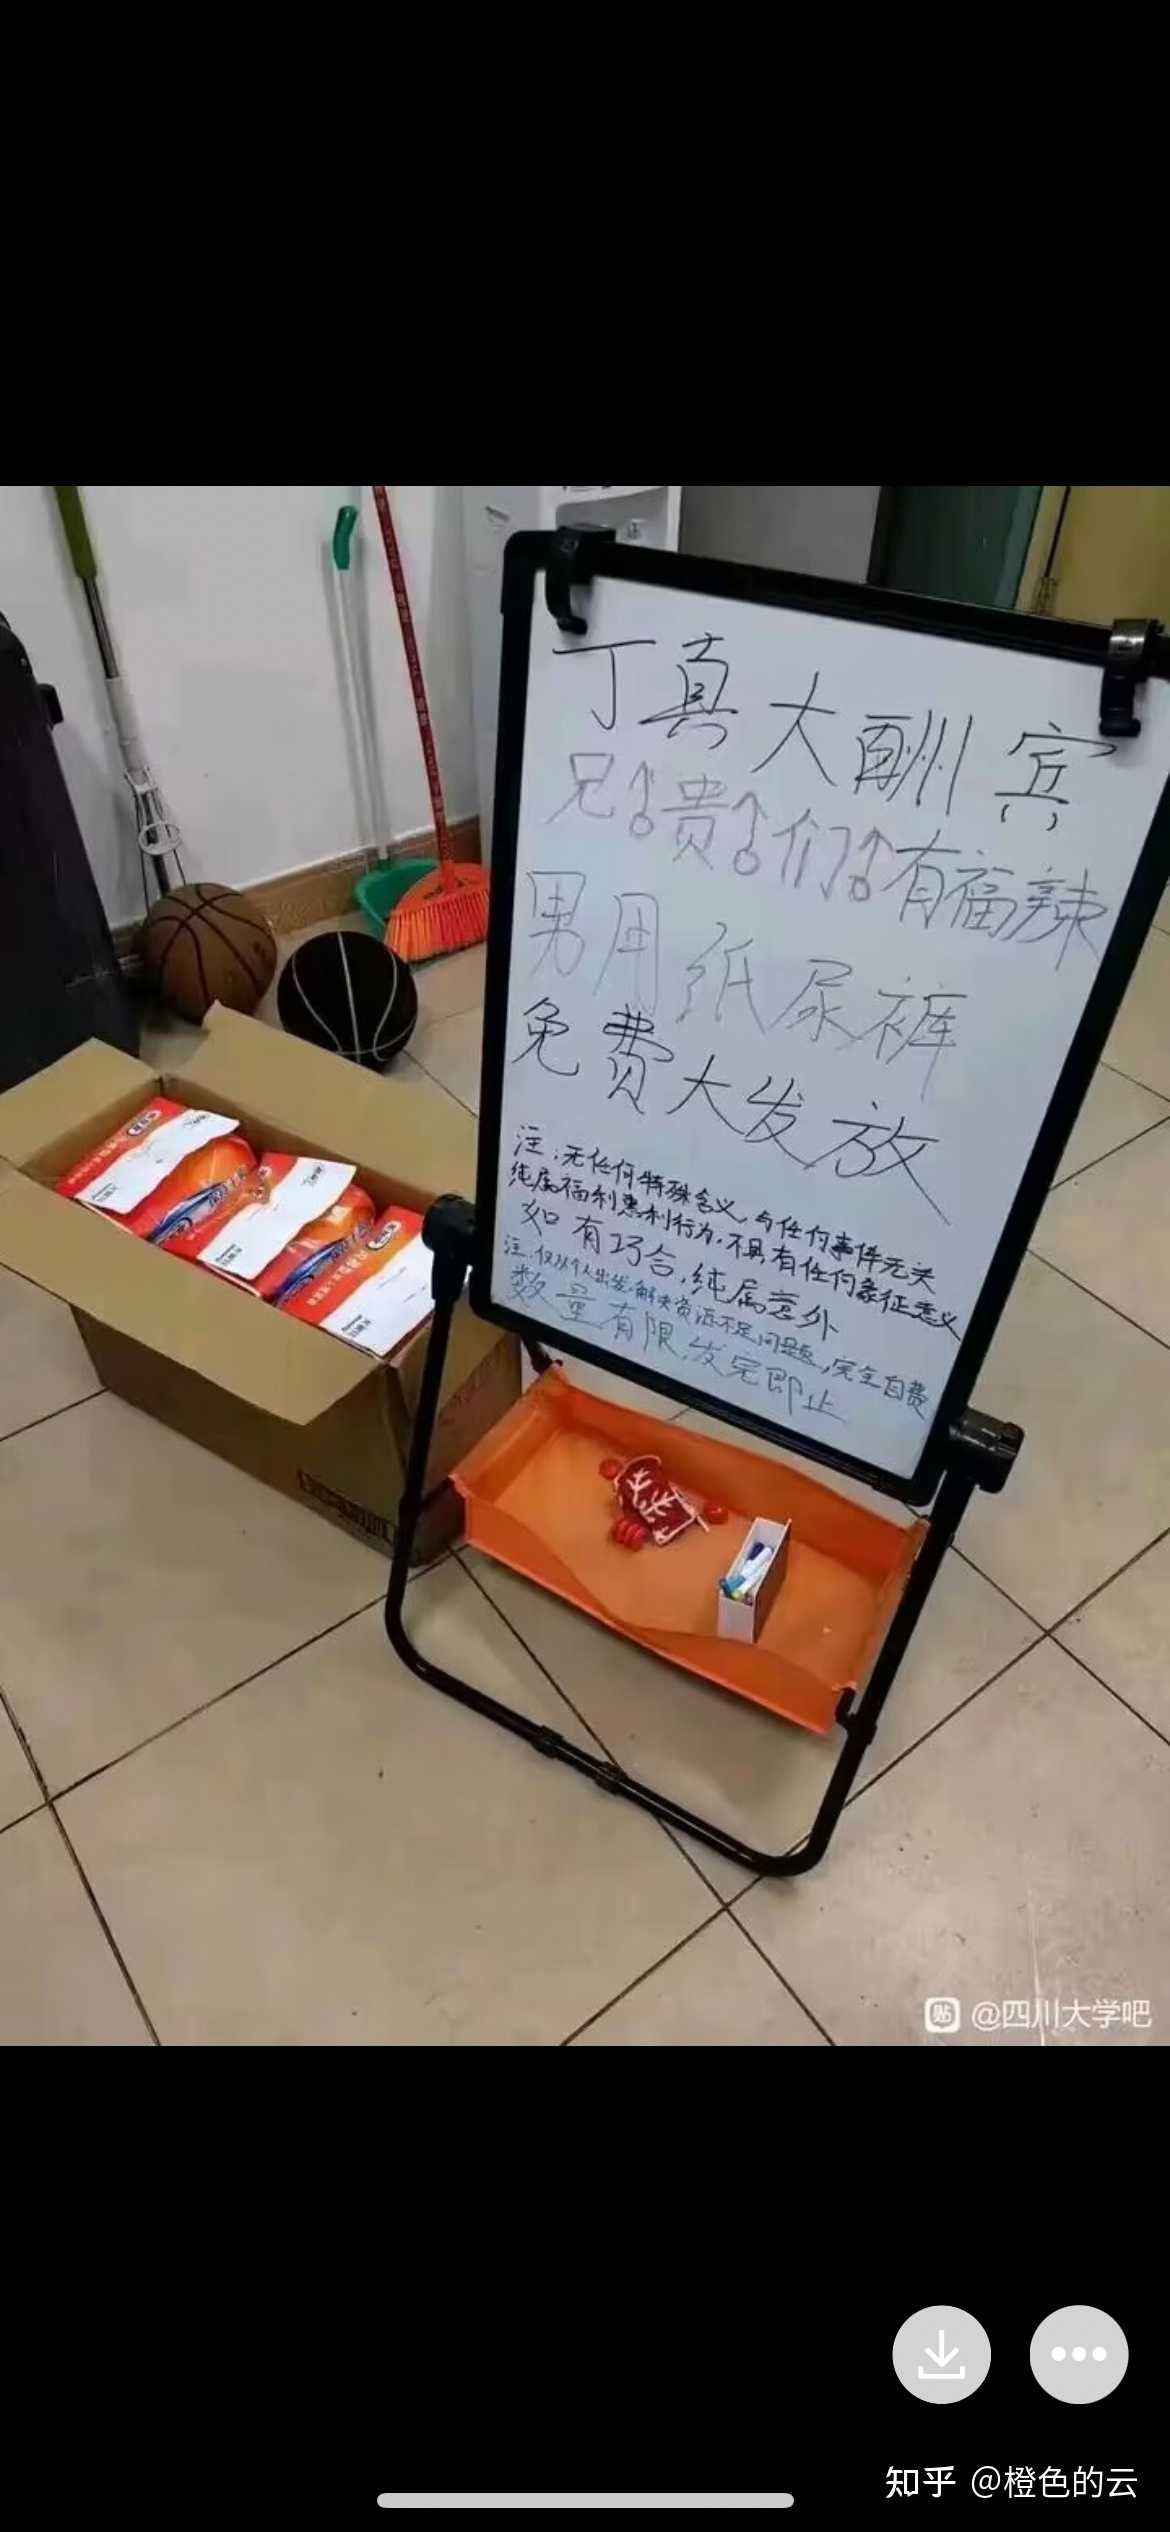 丁真大酬宾
兄♂贵♂们♂有福辣
男用纸尿裤
免费大发放
注:无任何特殊含义,与任何事件无关
纯属福利惠利行为,不具有任何象征意义
如有巧合,纯属意外
注:仅从个人出发,解决资源不足问题,完全自费
数量有限,发完即止
贴 @四川大学吧
知乎 @橙色的云